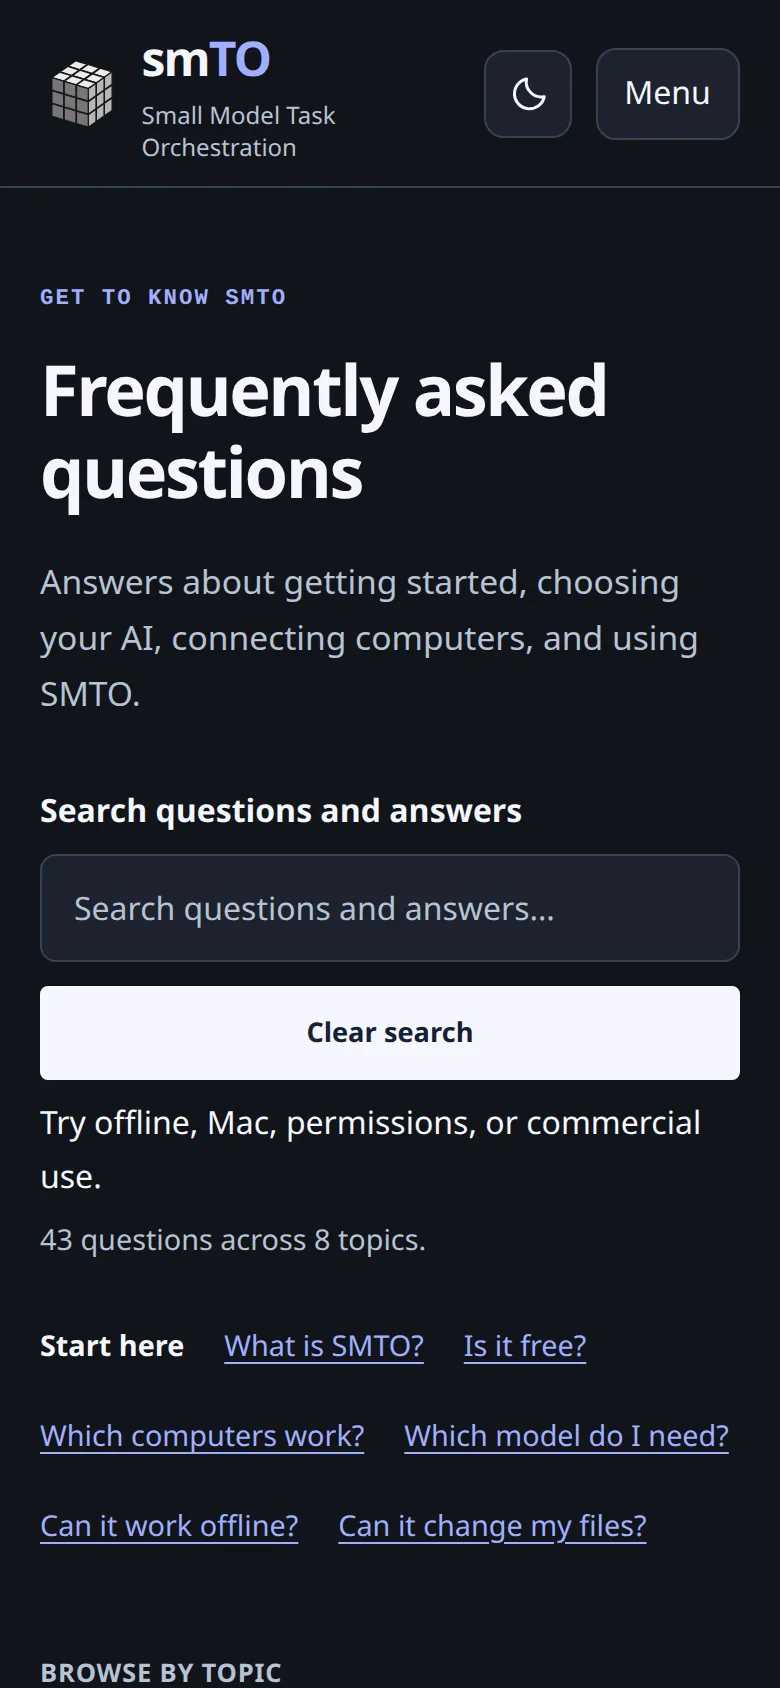 smTO
Small Model Task
Orchestration
Menu
GET TO KNOW SMTO
Frequently asked
questions
Answers about getting started, choosing
your AI, connecting computers, and using
SMTO.
Search questions and answers
Search questions and answers...
Clear search
Try offline, Mac, permissions, or commercial
use.
43 questions across 8 topics.
Start here What is SMTO? Is it free?
Which computers work? Which model do I need?
Can it work offline? Can it change my files?
BROWSE BY TOPIC